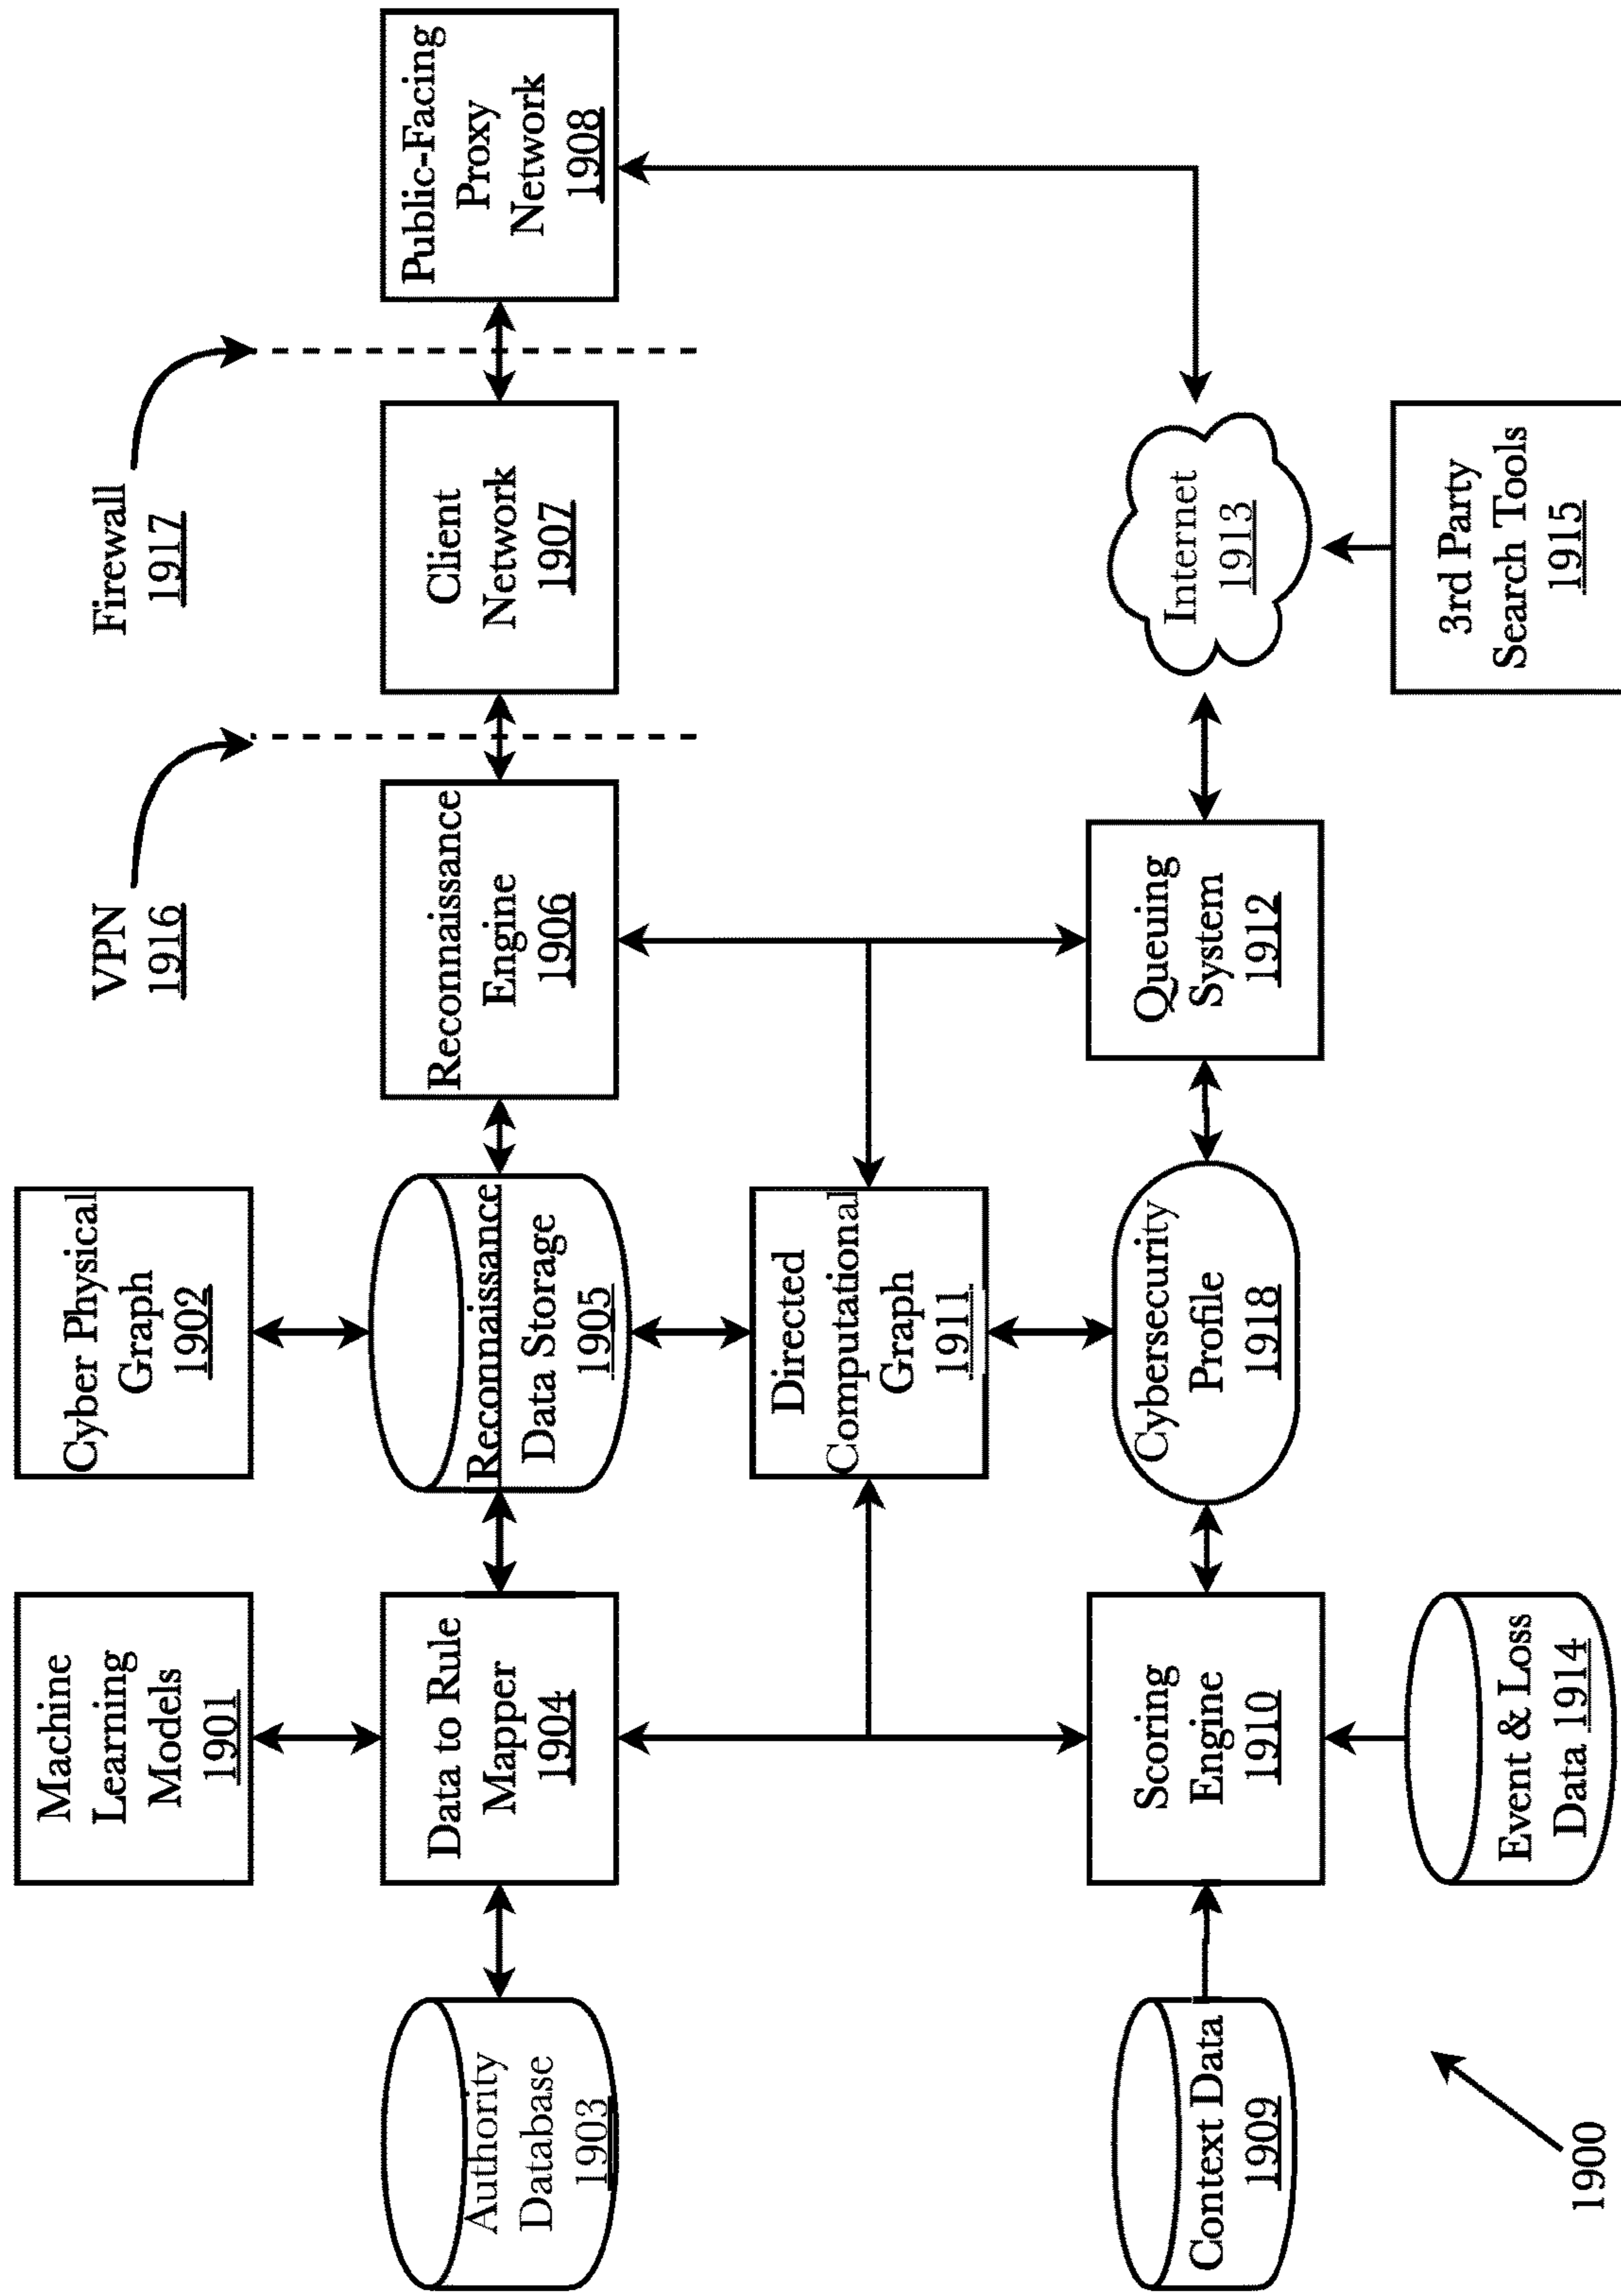 Machine
Learning
Models
1901
Cyber Physical
Graph
1902
VPN
1916
Firewall
1917
Authority
Database
1903
Data to Rule
Mapper
1904
Reconnaissance
Data Storage
1905
Reconnaissance
Engine
1906
Client
Network
1907
Public-Facing
Proxy
Network
1908
Directed
Computational
Graph
1911
Context Data
1909
Scoring
Engine
1910
Cybersecurity
Profile
1918
Queuing
System
1912
Internet
1913
Event & Loss
Data 1914
3rd Party
Search Tools
1915
1900